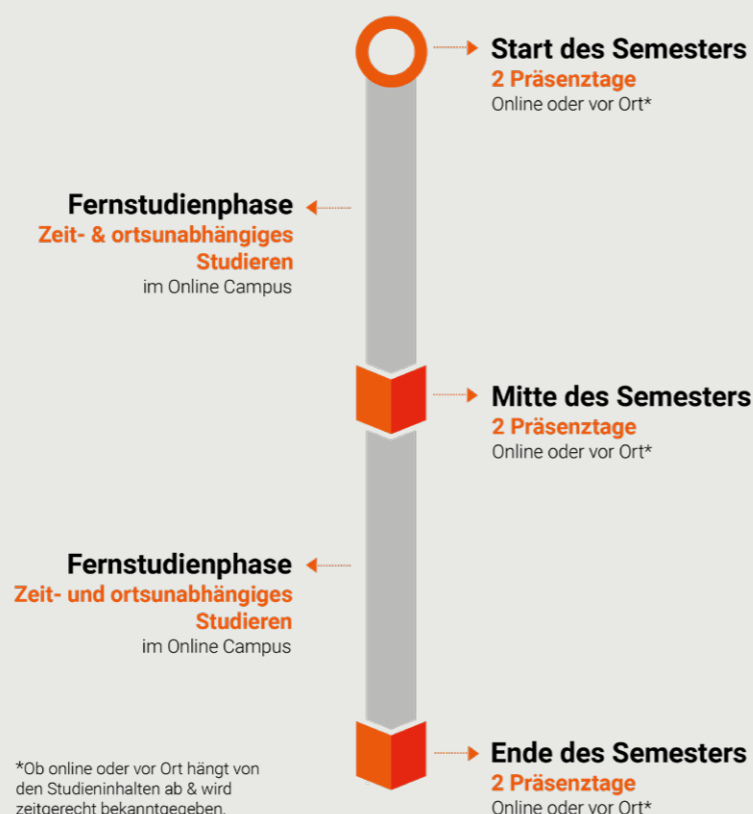 Start des Semesters
2 Präsenztage
Online oder vor Ort*
Fernstudienphase
Zeit- & ortsunabhängiges
Studieren
im Online Campus
Mitte des Semesters
2 Präsenztage
Online oder vor Ort*
Fernstudienphase
Zeit- und ortsunabhängiges
Studieren
im Online Campus
Ende des Semesters
2 Präsenztage
Online oder vor Ort*
*Ob online oder vor Ort hängt von
den Studieninhalten ab & wird
zeitgerecht bekanntgegeben.